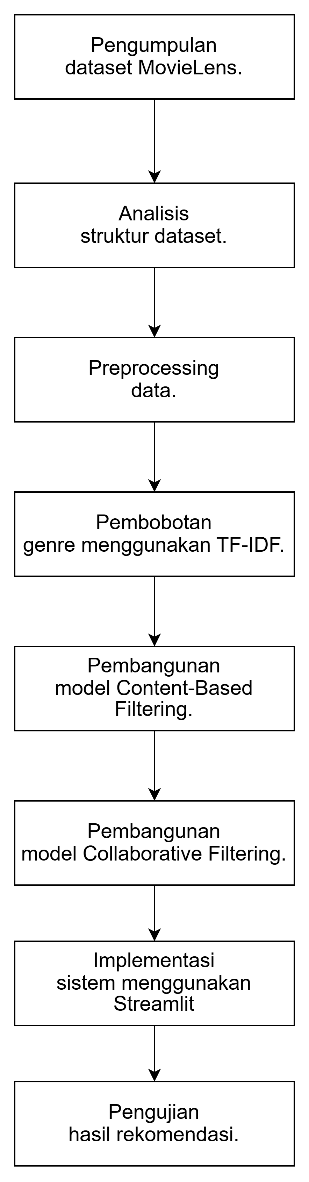 Pengumpulan
dataset MovieLens.
Analisis
struktur dataset.
Preprocessing
data.
Pembobotan
genre menggunakan TF-IDF.
Pembangunan
model Content-Based
Filtering.
Pembangunan
model Collaborative Filtering.
Implementasi
sistem menggunakan
Streamlit
Pengujian
hasil rekomendasi.